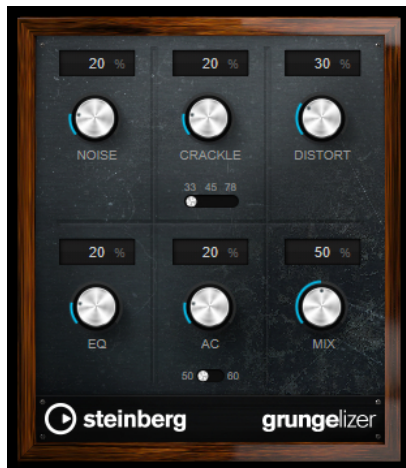 20 % 20 % 30 %
NOISE CRACKLE DISTORT
33 45 78
20 % 20 % 50 %
EQ AC MIX
50 60
steinberg grungelizer